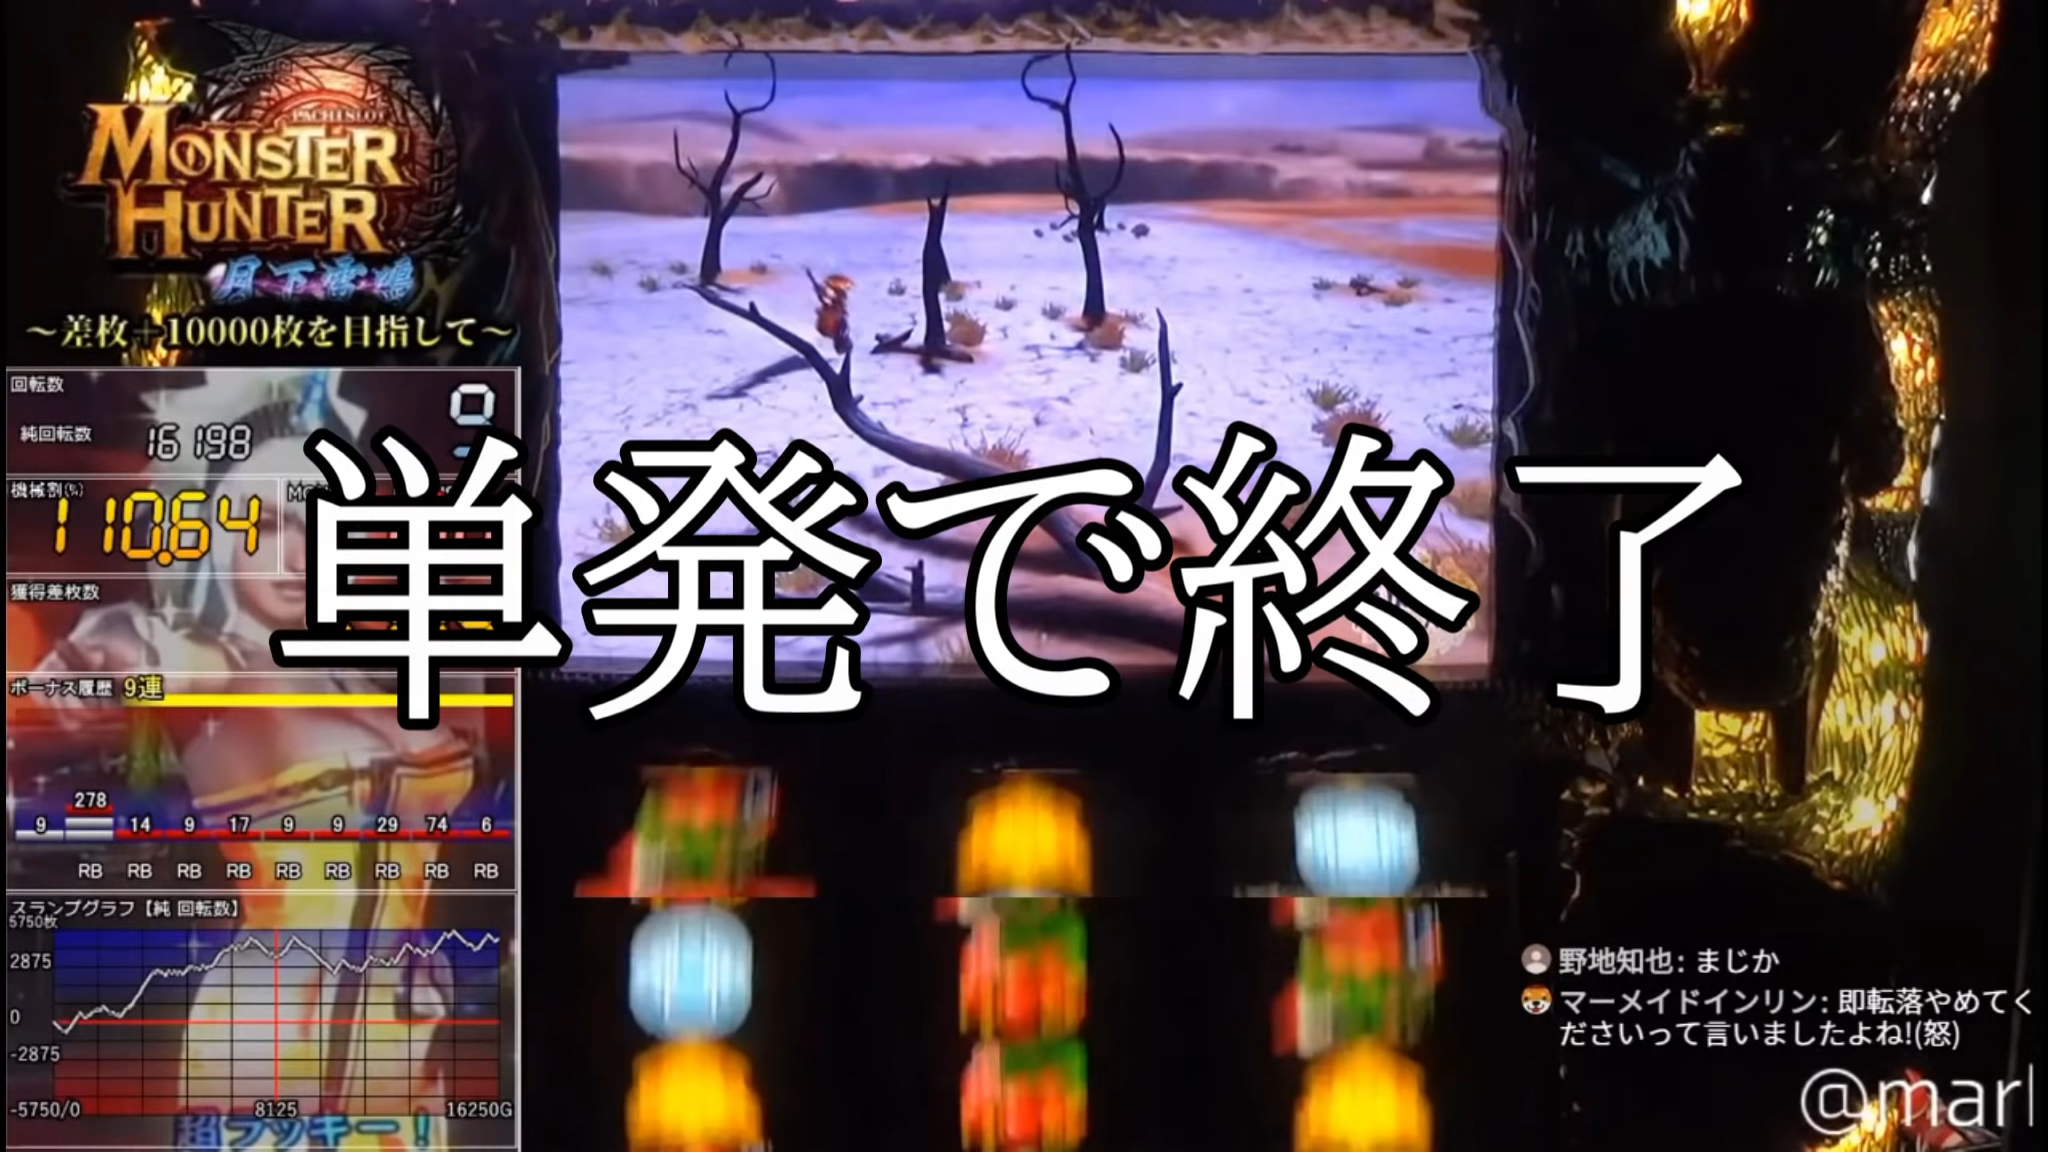 PACHISLOT
MONSTER
HUNTER
月下雷鳴
～差枚＋10000枚を目指して～
回転数
9
純回転数
16198
機械割(%)
110.64
獲得差枚数
単発で終了
ボーナス履歴 9連
278
9 14 9 17 9 9 29 74 6
RB RB RB RB RB RB RB RB RB
スランプグラフ【純 回転数】
5750枚
2875
0
-2875
-5750/0 8125 16250G
超ラッキー！
野地知也: まじか
マーメイドインリン: 即転落やめてく
ださいって言いましたよね!(怒)
@mar